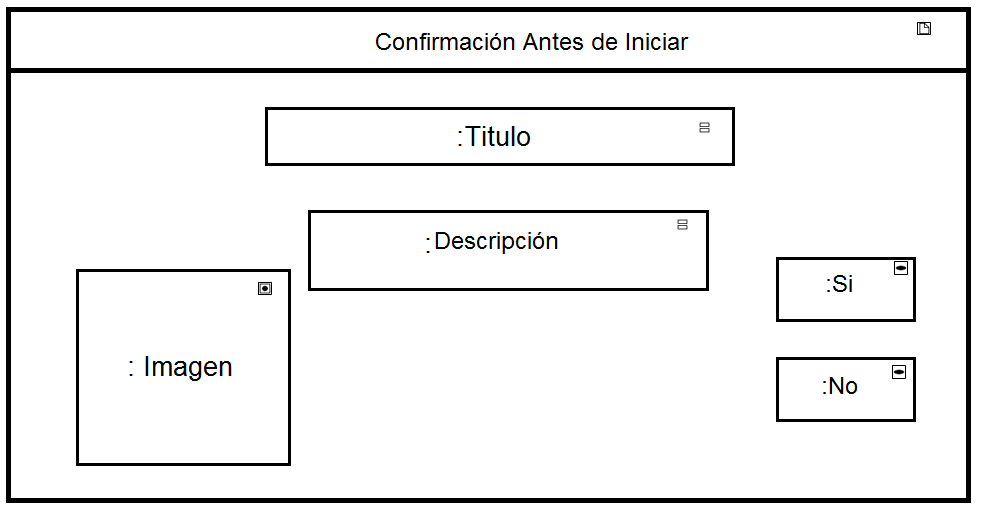 Confirmación Antes de Iniciar
:Titulo
:Descripción
:Si
: Imagen
:No